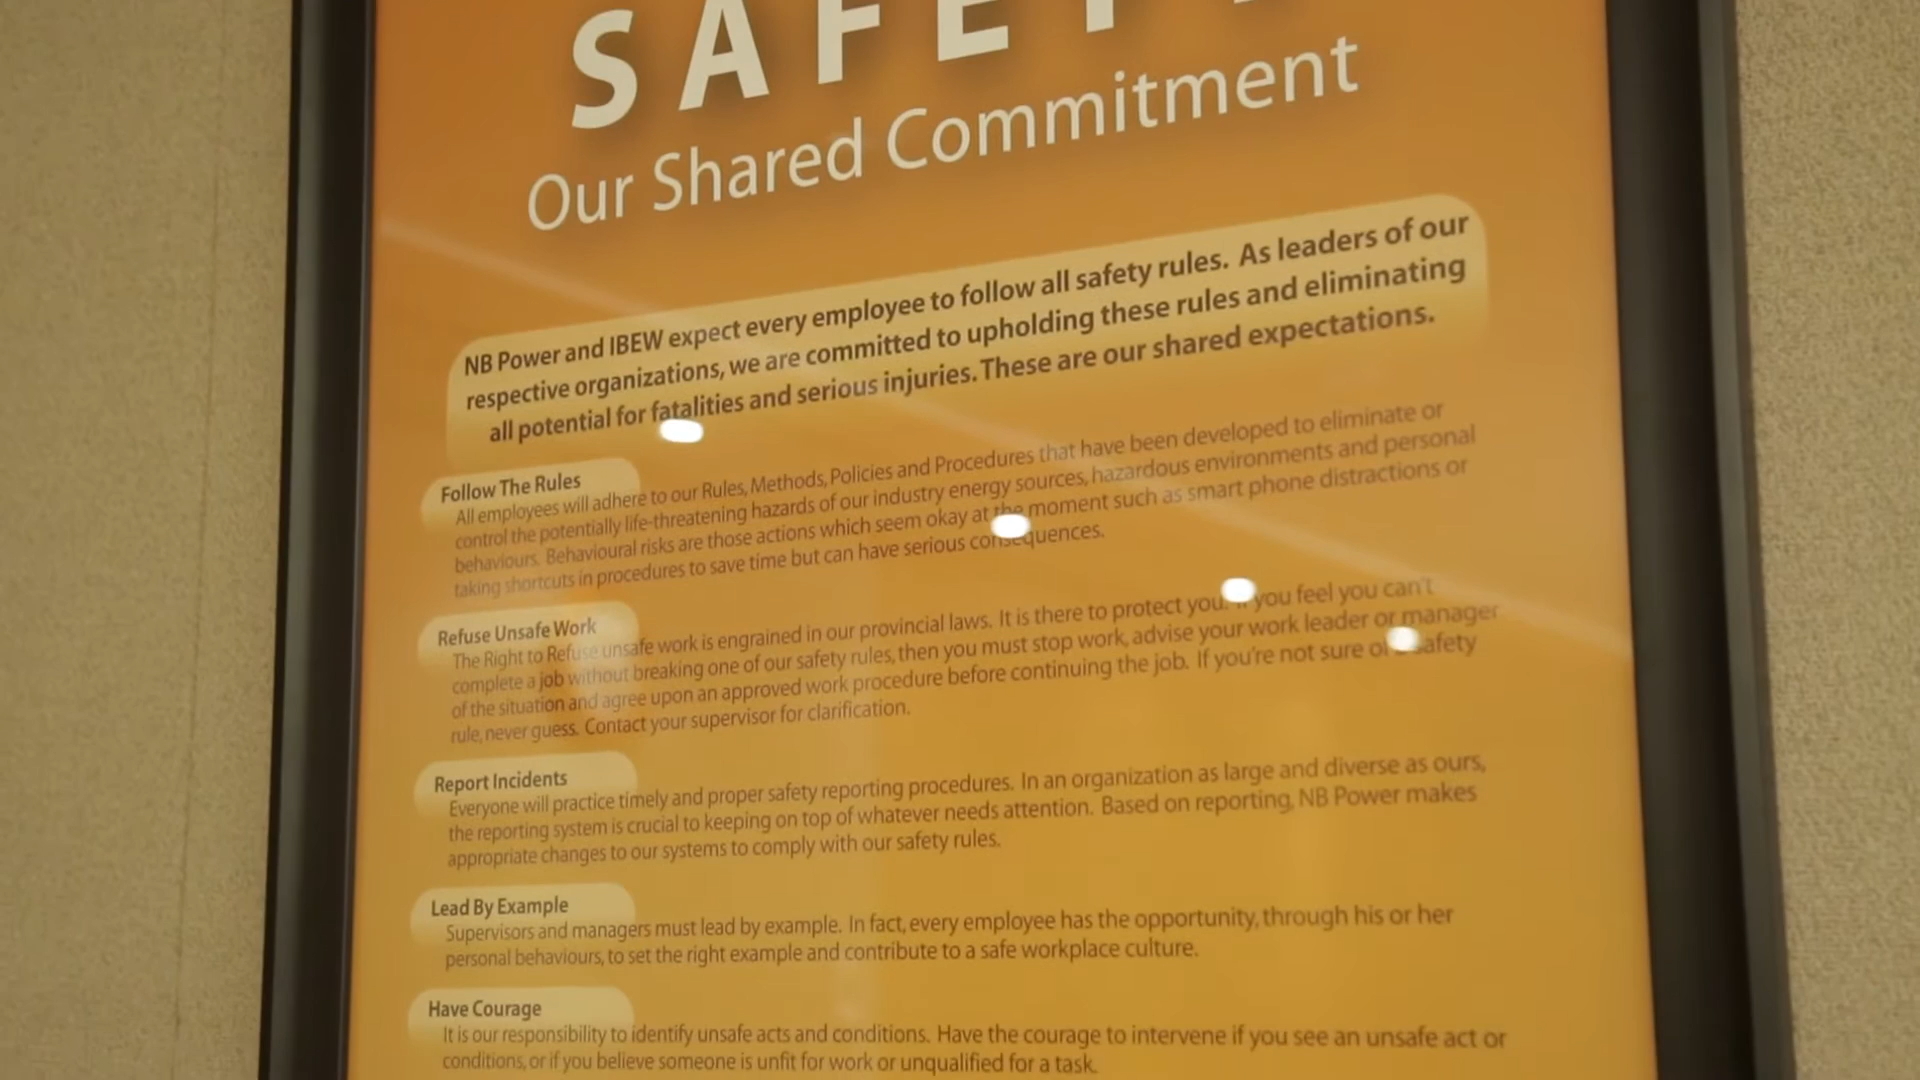 SAFETY
Our Shared Commitment
NB Power and IBEW expect every employee to follow all safety rules. As leaders of our
respective organizations, we are committed to upholding these rules and eliminating
all potential for fatalities and serious injuries. These are our shared expectations.
Follow The Rules
All employees will adhere to our Rules, Methods, Policies and Procedures that have been developed to eliminate or
control the potentially life-threatening hazards of our industry energy sources, hazardous environments and personal
behaviours. Behavioural risks are those actions which seem okay at the moment such as smart phone distractions or
taking shortcuts in procedures to save time but can have serious consequences.
Refuse Unsafe Work
The Right to Refuse unsafe work is engrained in our provincial laws. It is there to protect you. If you feel you can't
complete a job without breaking one of our safety rules, then you must stop work, advise your work leader or manager
of the situation and agree upon an approved work procedure before continuing the job. If you're not sure of a safety
rule, never guess. Contact your supervisor for clarification.
Report Incidents
Everyone will practice timely and proper safety reporting procedures. In an organization as large and diverse as ours,
the reporting system is crucial to keeping on top of whatever needs attention. Based on reporting, NB Power makes
appropriate changes to our systems to comply with our safety rules.
Lead By Example
Supervisors and managers must lead by example. In fact, every employee has the opportunity, through his or her
personal behaviours, to set the right example and contribute to a safe workplace culture.
Have Courage
It is our responsibility to identify unsafe acts and conditions. Have the courage to intervene if you see an unsafe act or
conditions, or if you believe someone is unfit for work or unqualified for a task.